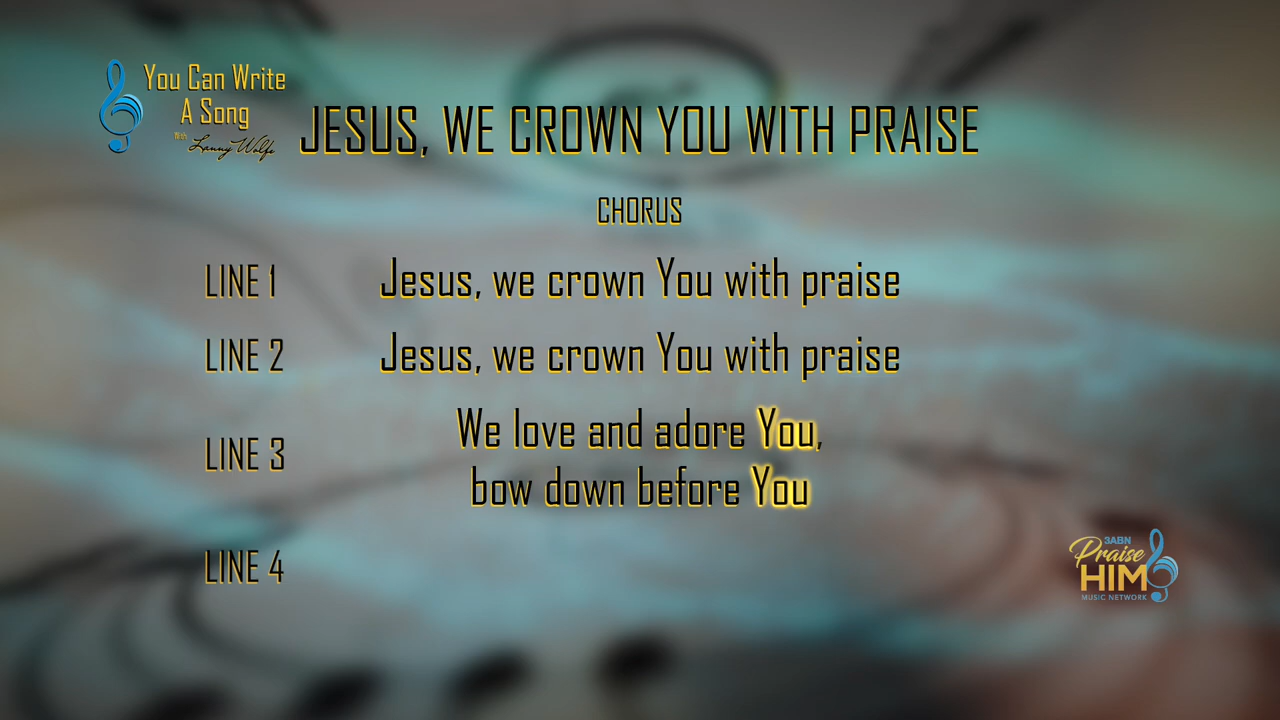 You Can Write
A Song
With Lanny Wolfe
JESUS, WE CROWN YOU WITH PRAISE
CHORUS
LINE 1 Jesus, we crown You with praise
LINE 2 Jesus, we crown You with praise
LINE 3 We love and adore You,
bow down before You
LINE 4
3ABN
Praise
HIM
MUSIC NETWORK